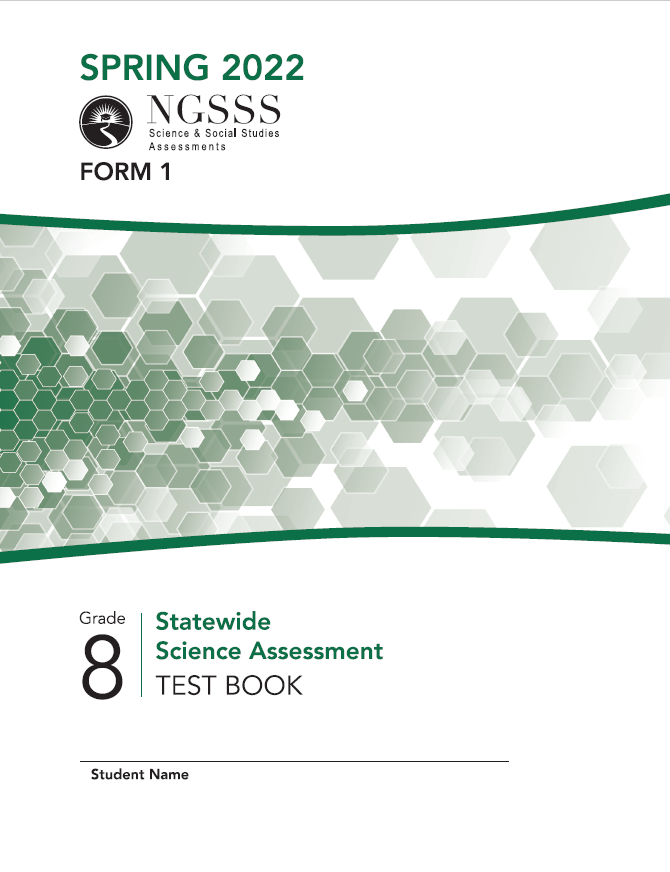 SPRING 2022
NGSSS
Science & Social Studies
Assessments
FORM 1
Grade
8
Statewide
Science Assessment
TEST BOOK
Student Name